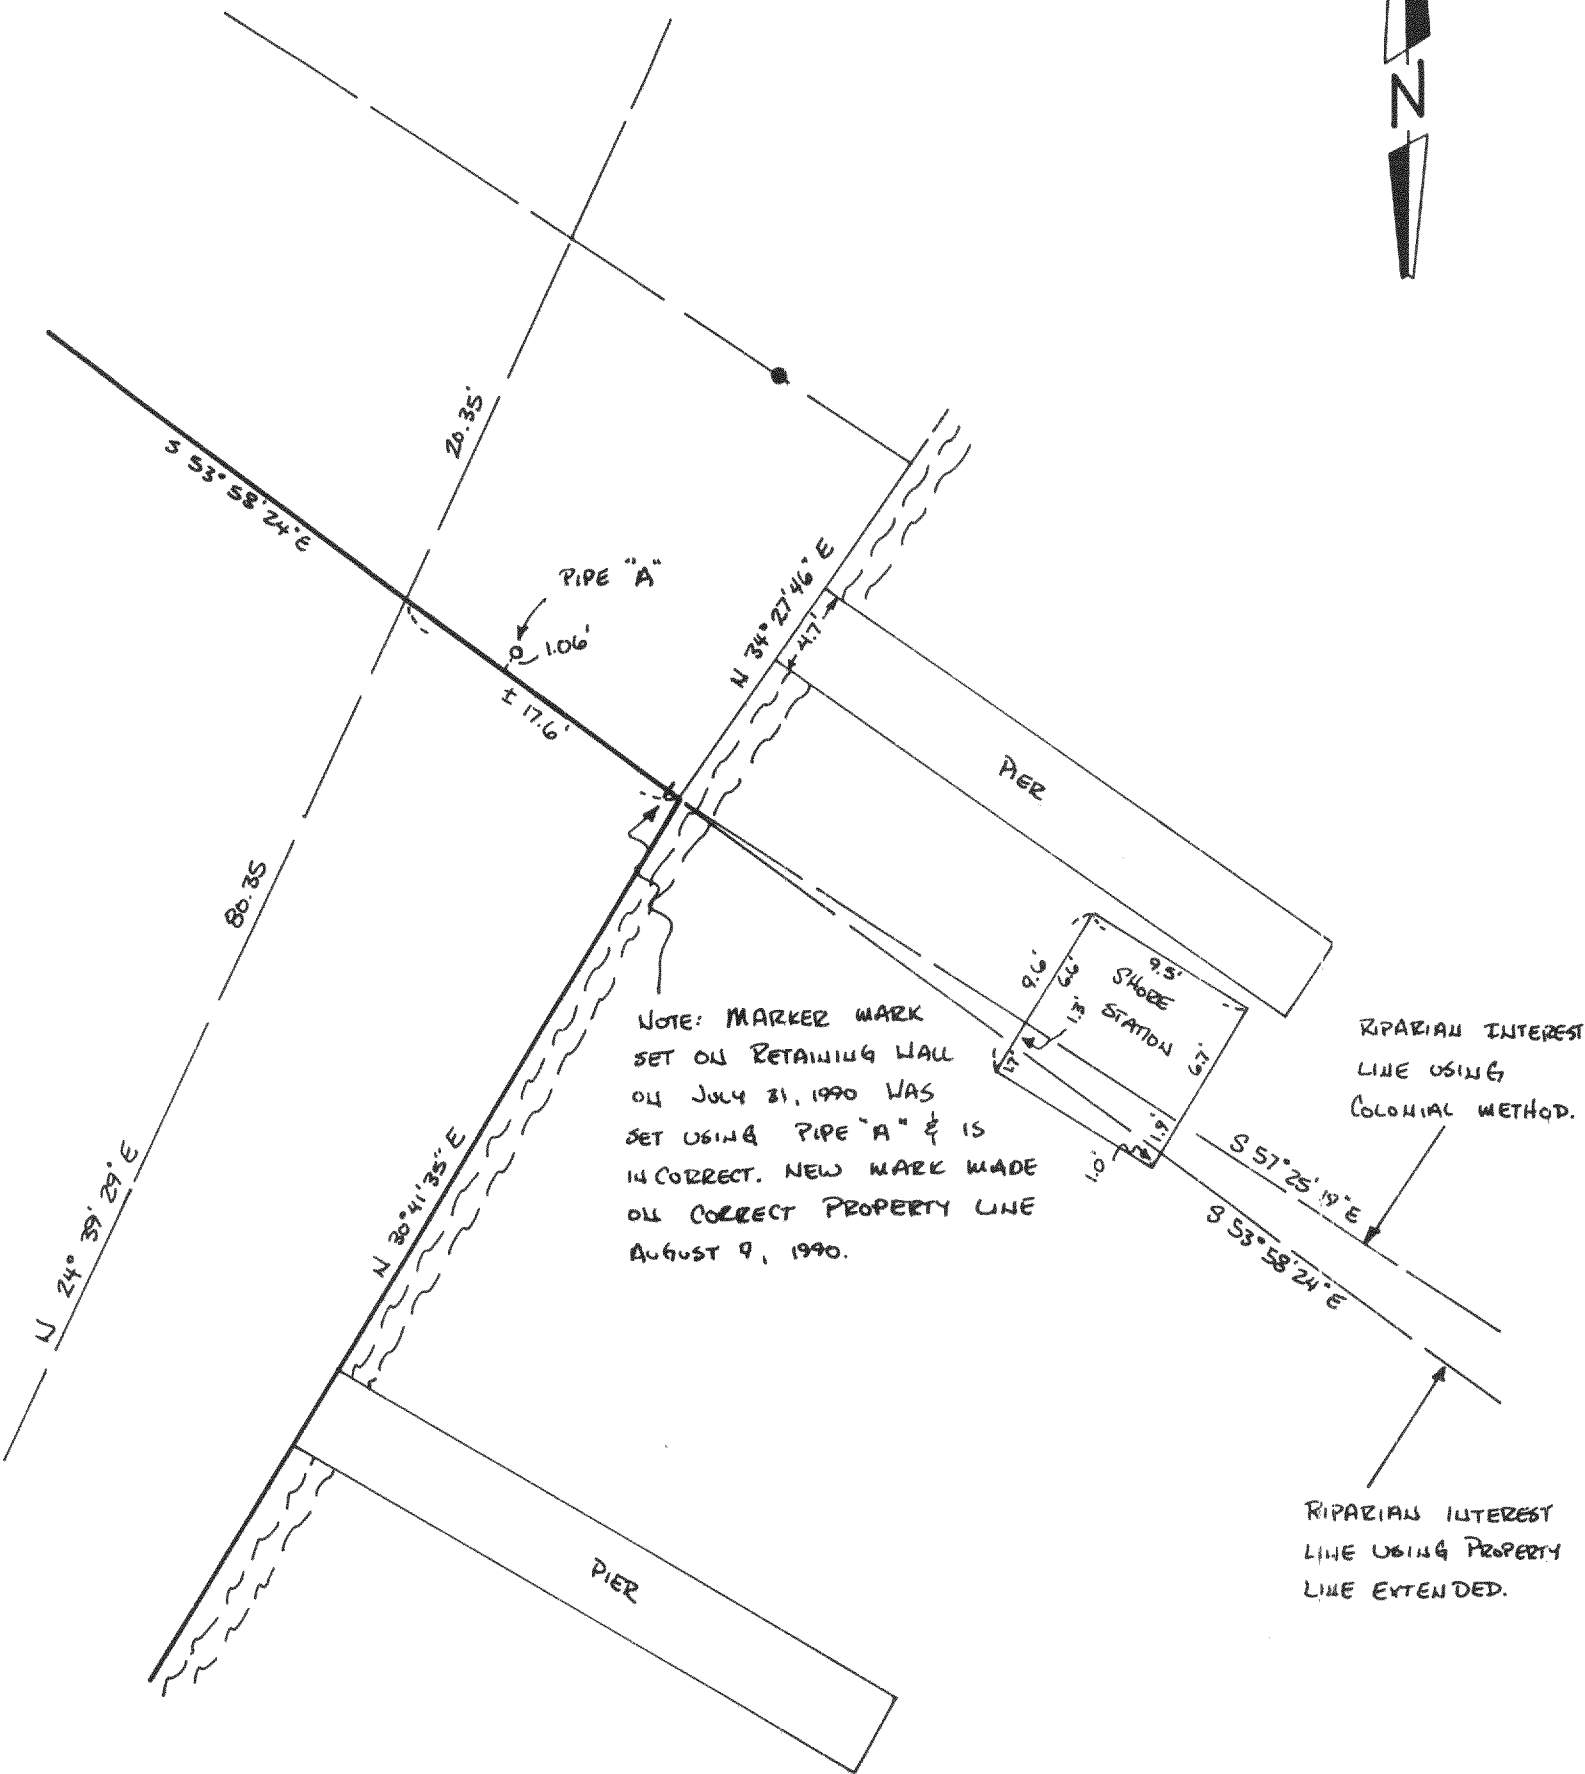 N
20.35'
S 53° 58' 24" E
PIPE "A"
1.06'
± 17.6'
N 34° 27' 46" E
4.7'
PIER
80.35
9.6'
6.6'
1.3'
1.7'
9.5'
SHORE
STATION
6.7'
1.9'
1.0'
NOTE: MARKER MARK
SET ON RETAINING WALL
ON JULY 31, 1990 WAS
SET USING PIPE "A" & IS
INCORRECT. NEW MARK MADE
ON CORRECT PROPERTY LINE
AUGUST 9, 1990.
RIPARIAN INTEREST
LINE USING
COLONIAL METHOD.
S 57° 25' 19" E
S 53° 58' 24" E
N 24° 39' 29" E
N 30° 41' 35" E
RIPARIAN INTEREST
LINE USING PROPERTY
LINE EXTENDED.
PIER